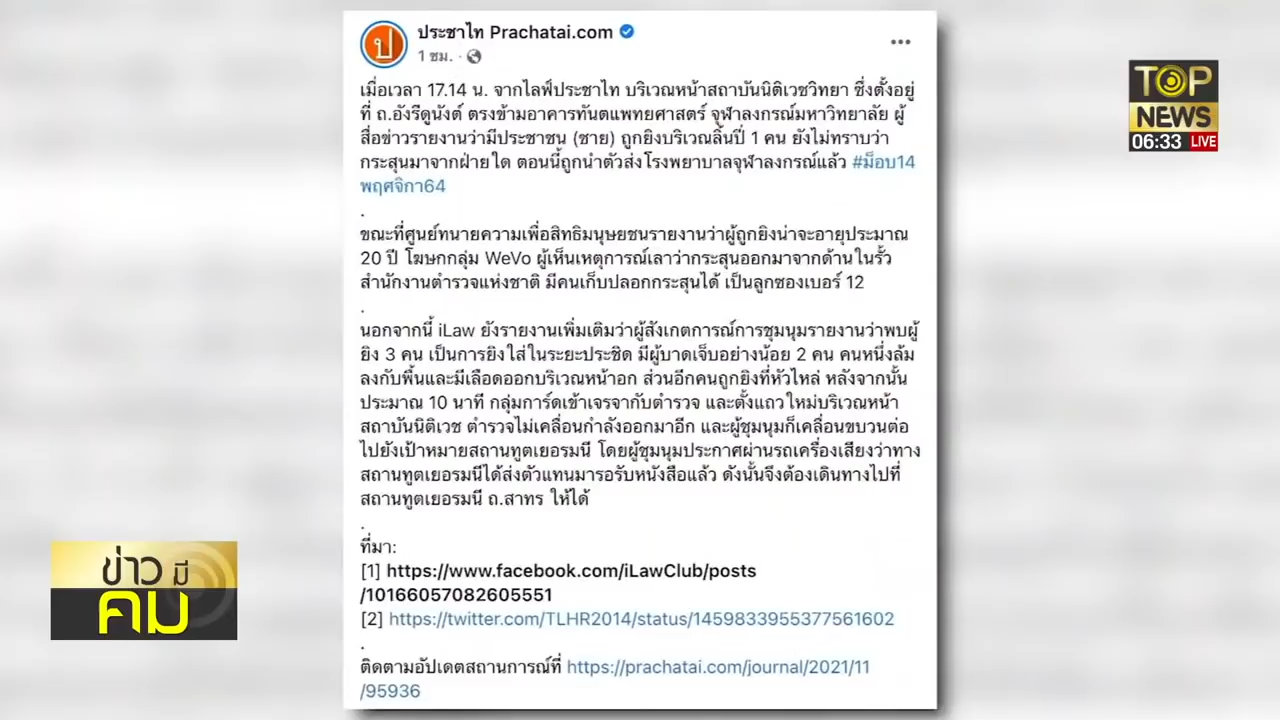 ประชาไท Prachatai.com
1 ชม. ·
เมื่อเวลา 17.14 น. จากไลฟ์ประชาไท บริเวณหน้าสถาบันนิติเวชวิทยา ซึ่งตั้งอยู่
ที่ ถ.อังรีดูนังต์ ตรงข้ามอาคารทันตแพทยศาสตร์ จุฬาลงกรณ์มหาวิทยาลัย ผู้
สื่อข่าวรายงานว่ามีประชาชน (ชาย) ถูกยิงบริเวณลิ้นปี่ 1 คน ยังไม่ทราบว่า
กระสุนมาจากฝ่ายใด ตอนนี้ถูกนำตัวส่งโรงพยาบาลจุฬาลงกรณ์แล้ว #ม็อบ14
พฤศจิกา64
.
ขณะที่ศูนย์ทนายความเพื่อสิทธิมนุษยชนรายงานว่าผู้ถูกยิงน่าจะอายุประมาณ
20 ปี โฆษกกลุ่ม WeVo ผู้เห็นเหตุการณ์เลาว่ากระสุนออกมาจากด้านในรั้ว
สำนักงานตำรวจแห่งชาติ มีคนเก็บปลอกกระสุนได้ เป็นลูกซองเบอร์ 12
.
นอกจากนี้ iLaw ยังรายงานเพิ่มเติมว่าผู้สังเกตการณ์การชุมนุมรายงานว่าพบผู้
ยิง 3 คน เป็นการยิงใส่ในระยะประชิด มีผู้บาดเจ็บอย่างน้อย 2 คน คนหนึ่งล้ม
ลงกับพื้นและมีเลือดออกบริเวณหน้าอก ส่วนอีกคนถูกยิงที่หัวไหล่ หลังจากนั้น
ประมาณ 10 นาที กลุ่มการ์ดเข้าเจรจากับตำรวจ และตั้งแถวใหม่บริเวณหน้า
สถาบันนิติเวช ตำรวจไม่เคลื่อนกำลังออกมาอีก และผู้ชุมนุมก็เคลื่อนขบวนต่อ
ไปยังเป้าหมายสถานทูตเยอรมนี โดยผู้ชุมนุมประกาศผ่านรถเครื่องเสียงว่าทาง
สถานทูตเยอรมนีได้ส่งตัวแทนมารอรับหนังสือแล้ว ดังนั้นจึงต้องเดินทางไปที่
สถานทูตเยอรมนี ถ.สาทร ให้ได้
.
ที่มา:
[1] https://www.facebook.com/iLawClub/posts
/10166057082605551
[2] https://twitter.com/TLHR2014/status/1459833955377561602
.
ติดตามอัปเดตสถานการณ์ที่ https://prachatai.com/journal/2021/11
/95936
TOP
NEWS
06:33 LIVE
ข่าวมี
คม